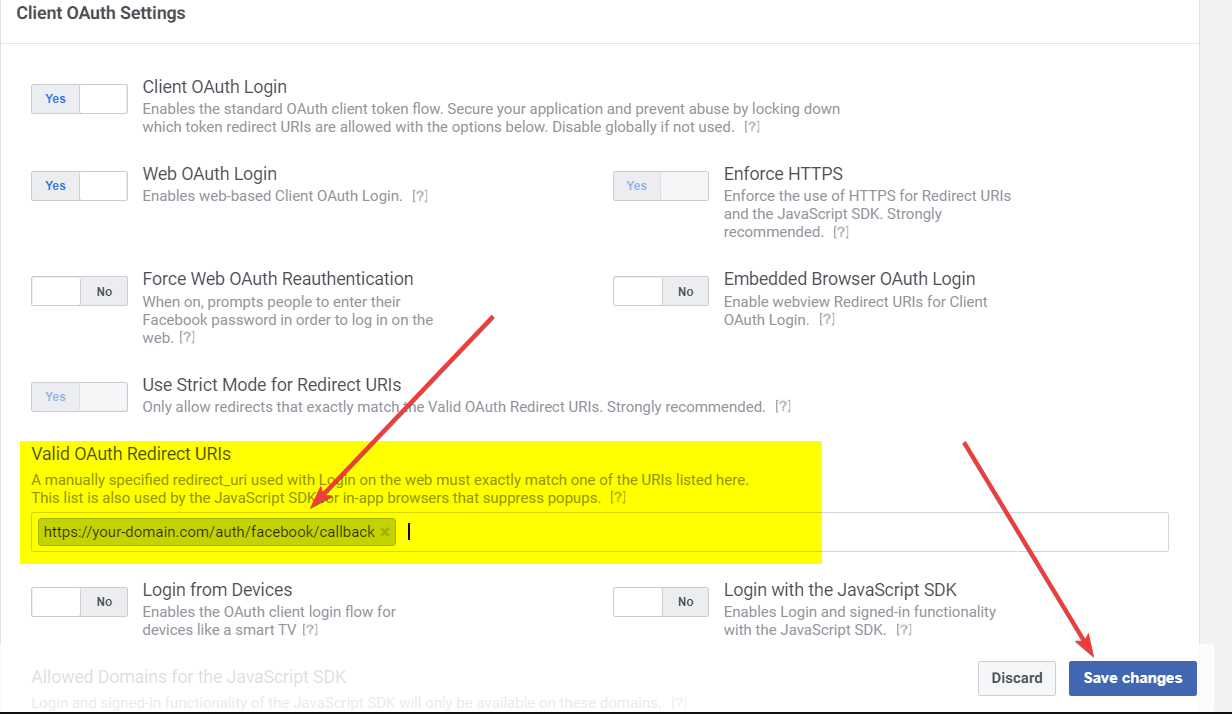 Client OAuth Settings
Yes
Client OAuth Login
Enables the standard OAuth client token flow. Secure your application and prevent abuse by locking down
which token redirect URIs are allowed with the options below. Disable globally if not used. [?]
Yes
Web OAuth Login
Enables web-based Client OAuth Login. [?]
Yes
Enforce HTTPS
Enforce the use of HTTPS for Redirect URIs
and the JavaScript SDK. Strongly
recommended. [?]
No
Force Web OAuth Reauthentication
When on, prompts people to enter their
Facebook password in order to log in on the
web. [?]
No
Embedded Browser OAuth Login
Enable webview Redirect URIs for Client
OAuth Login. [?]
Yes
Use Strict Mode for Redirect URIs
Only allow redirects that exactly match the Valid OAuth Redirect URIs. Strongly recommended. [?]
Valid OAuth Redirect URIs
A manually specified redirect_uri used with Login on the web must exactly match one of the URIs listed here.
This list is also used by the JavaScript SDK for in-app browsers that suppress popups. [?]
https://your-domain.com/auth/facebook/callback ×
No
Login from Devices
Enables the OAuth client login flow for
devices like a smart TV [?]
No
Login with the JavaScript SDK
Enables Login and signed-in functionality
with the JavaScript SDK. [?]
Allowed Domains for the JavaScript SDK
Login and signed-in functionality of the JavaScript SDK will only be available on these domains. [?]
Discard
Save changes